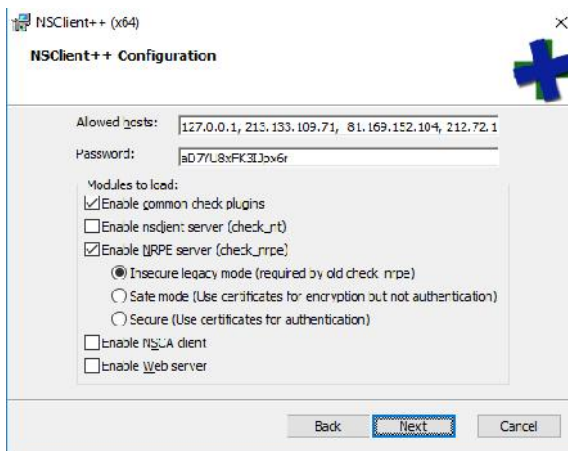 NSClient++ (x64)
NSClient++ Configuration
Allowed hosts: 127.0.0.1, 213.133.109.71, 81.169.152.104, 212.72.1
Password:
Modules to load:
Enable common check plugins
Enable nsclient server (check_nt)
Enable NRPE server (check_nrpe)
Insecure legacy mode (required by old check_nrpe)
Safe mode (Use certificates for encryption but not authentication)
Secure (Use certificates for authentication)
Enable NSCA client
Enable Web server
Back Next Cancel